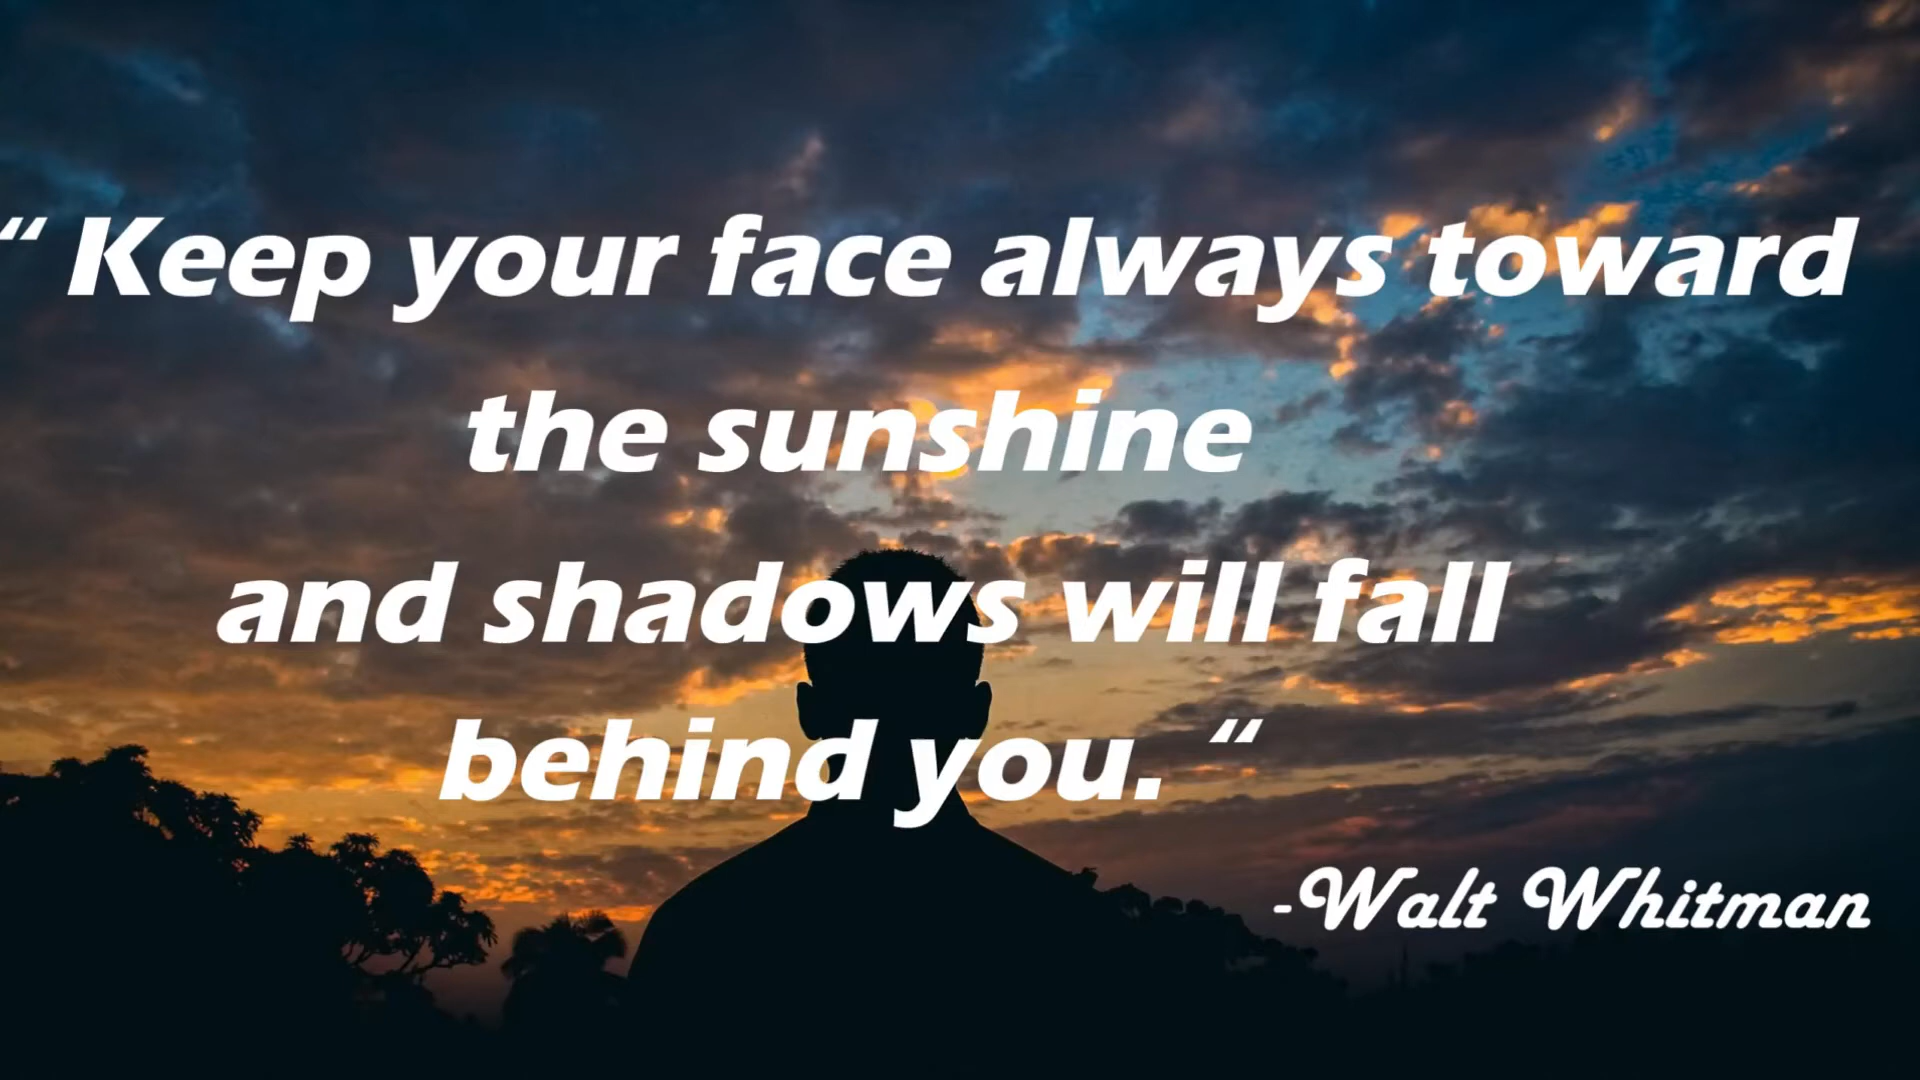 “ Keep your face always toward
the sunshine
and shadows will fall
behind you. “
-Walt Whitman